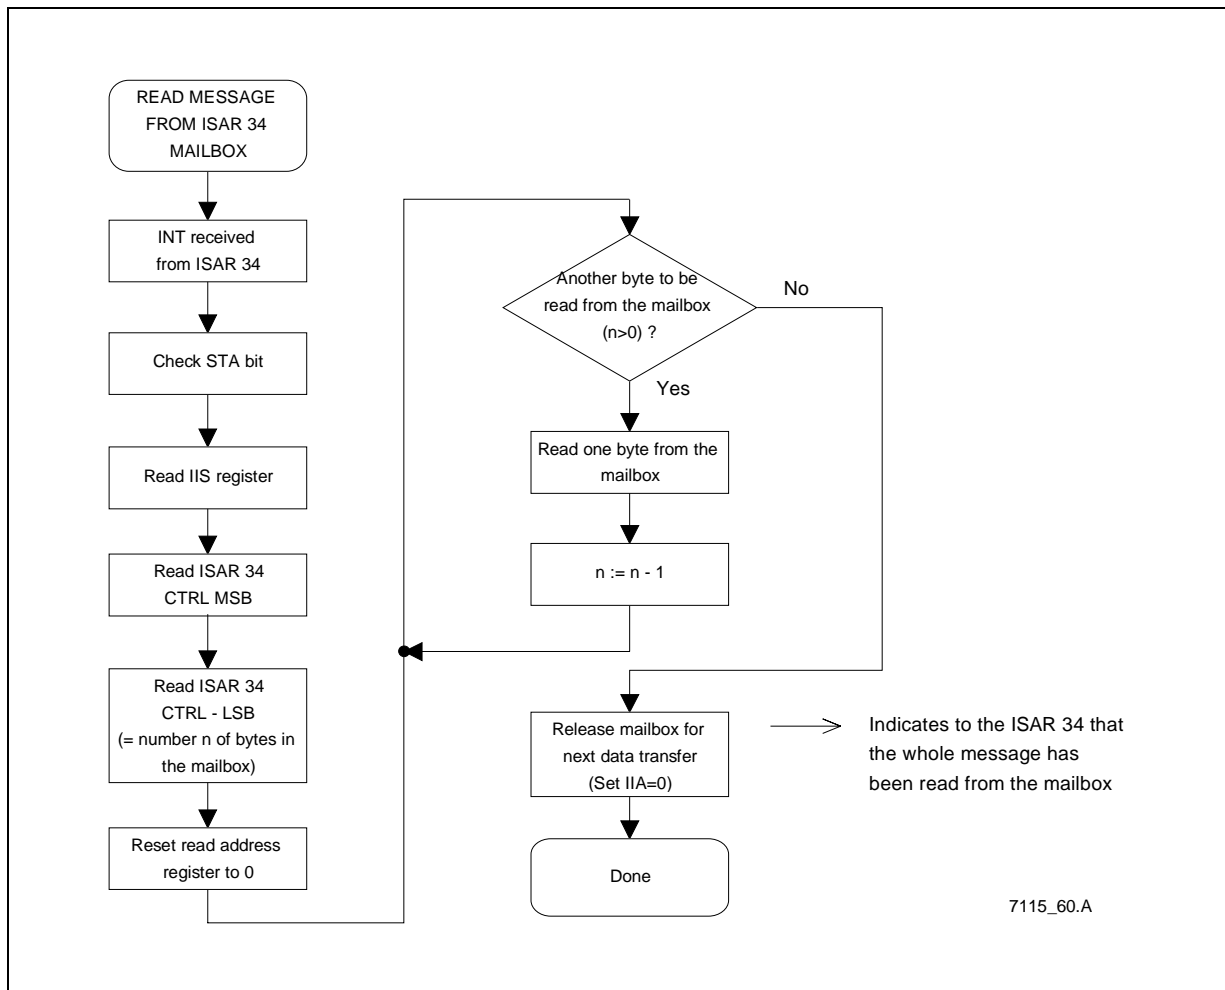 READ MESSAGE
FROM ISAR 34
MAILBOX
INT received
from ISAR 34
Check STA bit
Read IIS register
Read ISAR 34
CTRL MSB
Read ISAR 34
CTRL - LSB
(= number n of bytes in
the mailbox)
Reset read address
register to 0
Another byte to be
read from the mailbox
(n>0) ?
No
Yes
Read one byte from the
mailbox
n := n - 1
Release mailbox for
next data transfer
(Set IIA=0)
Indicates to the ISAR 34 that
the whole message has
been read from the mailbox
Done
7115_60.A